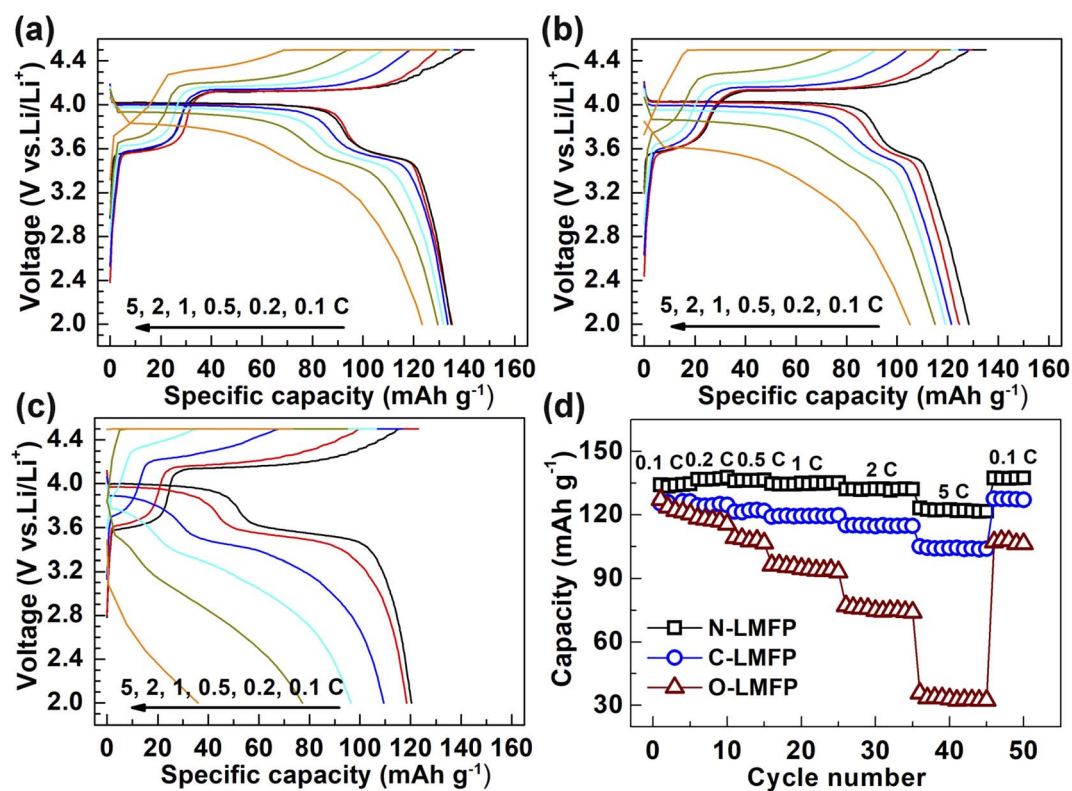 (a)
Voltage (V vs.Li/Li⁺)
4.4
4.0
3.6
3.2
2.8
2.4
2.0
5, 2, 1, 0.5, 0.2, 0.1 C
0 20 40 60 80 100 120 140 160
Specific capacity (mAh g⁻¹)
(b)
Voltage (V vs.Li/Li⁺)
4.4
4.0
3.6
3.2
2.8
2.4
2.0
5, 2, 1, 0.5, 0.2, 0.1 C
0 20 40 60 80 100 120 140 160
Specific capacity (mAh g⁻¹)
(c)
Voltage (V vs.Li/Li⁺)
4.4
4.0
3.6
3.2
2.8
2.4
2.0
5, 2, 1, 0.5, 0.2, 0.1 C
0 20 40 60 80 100 120 140 160
Specific capacity (mAh g⁻¹)
(d)
Capacity (mAh g⁻¹)
150
120
90
60
30
0.1 C 0.2 C 0.5 C 1 C 2 C 5 C 0.1 C
N-LMFP
C-LMFP
O-LMFP
0 10 20 30 40 50
Cycle number